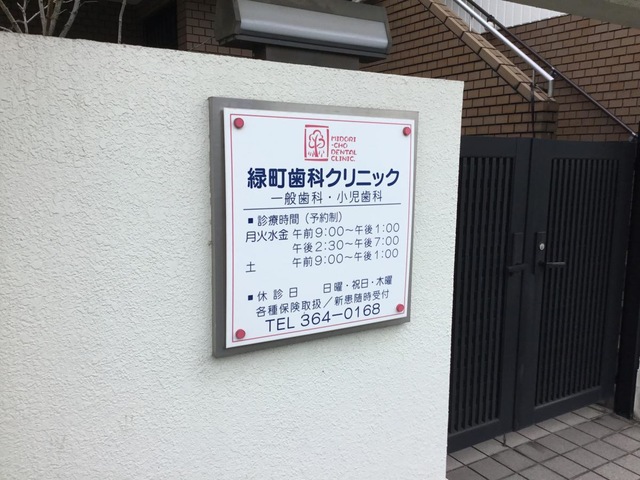 MIDORI
-CHO
DENTAL
CLINIC.
緑町歯科クリニック
一般歯科・小児歯科
■診療時間（予約制）
月火水金 午前9:00〜午後1:00
午後2:30〜午後7:00
土 午前9:00〜午後1:00
■休診日 日曜・祝日・木曜
各種保険取扱／新患随時受付
TEL 364-0168